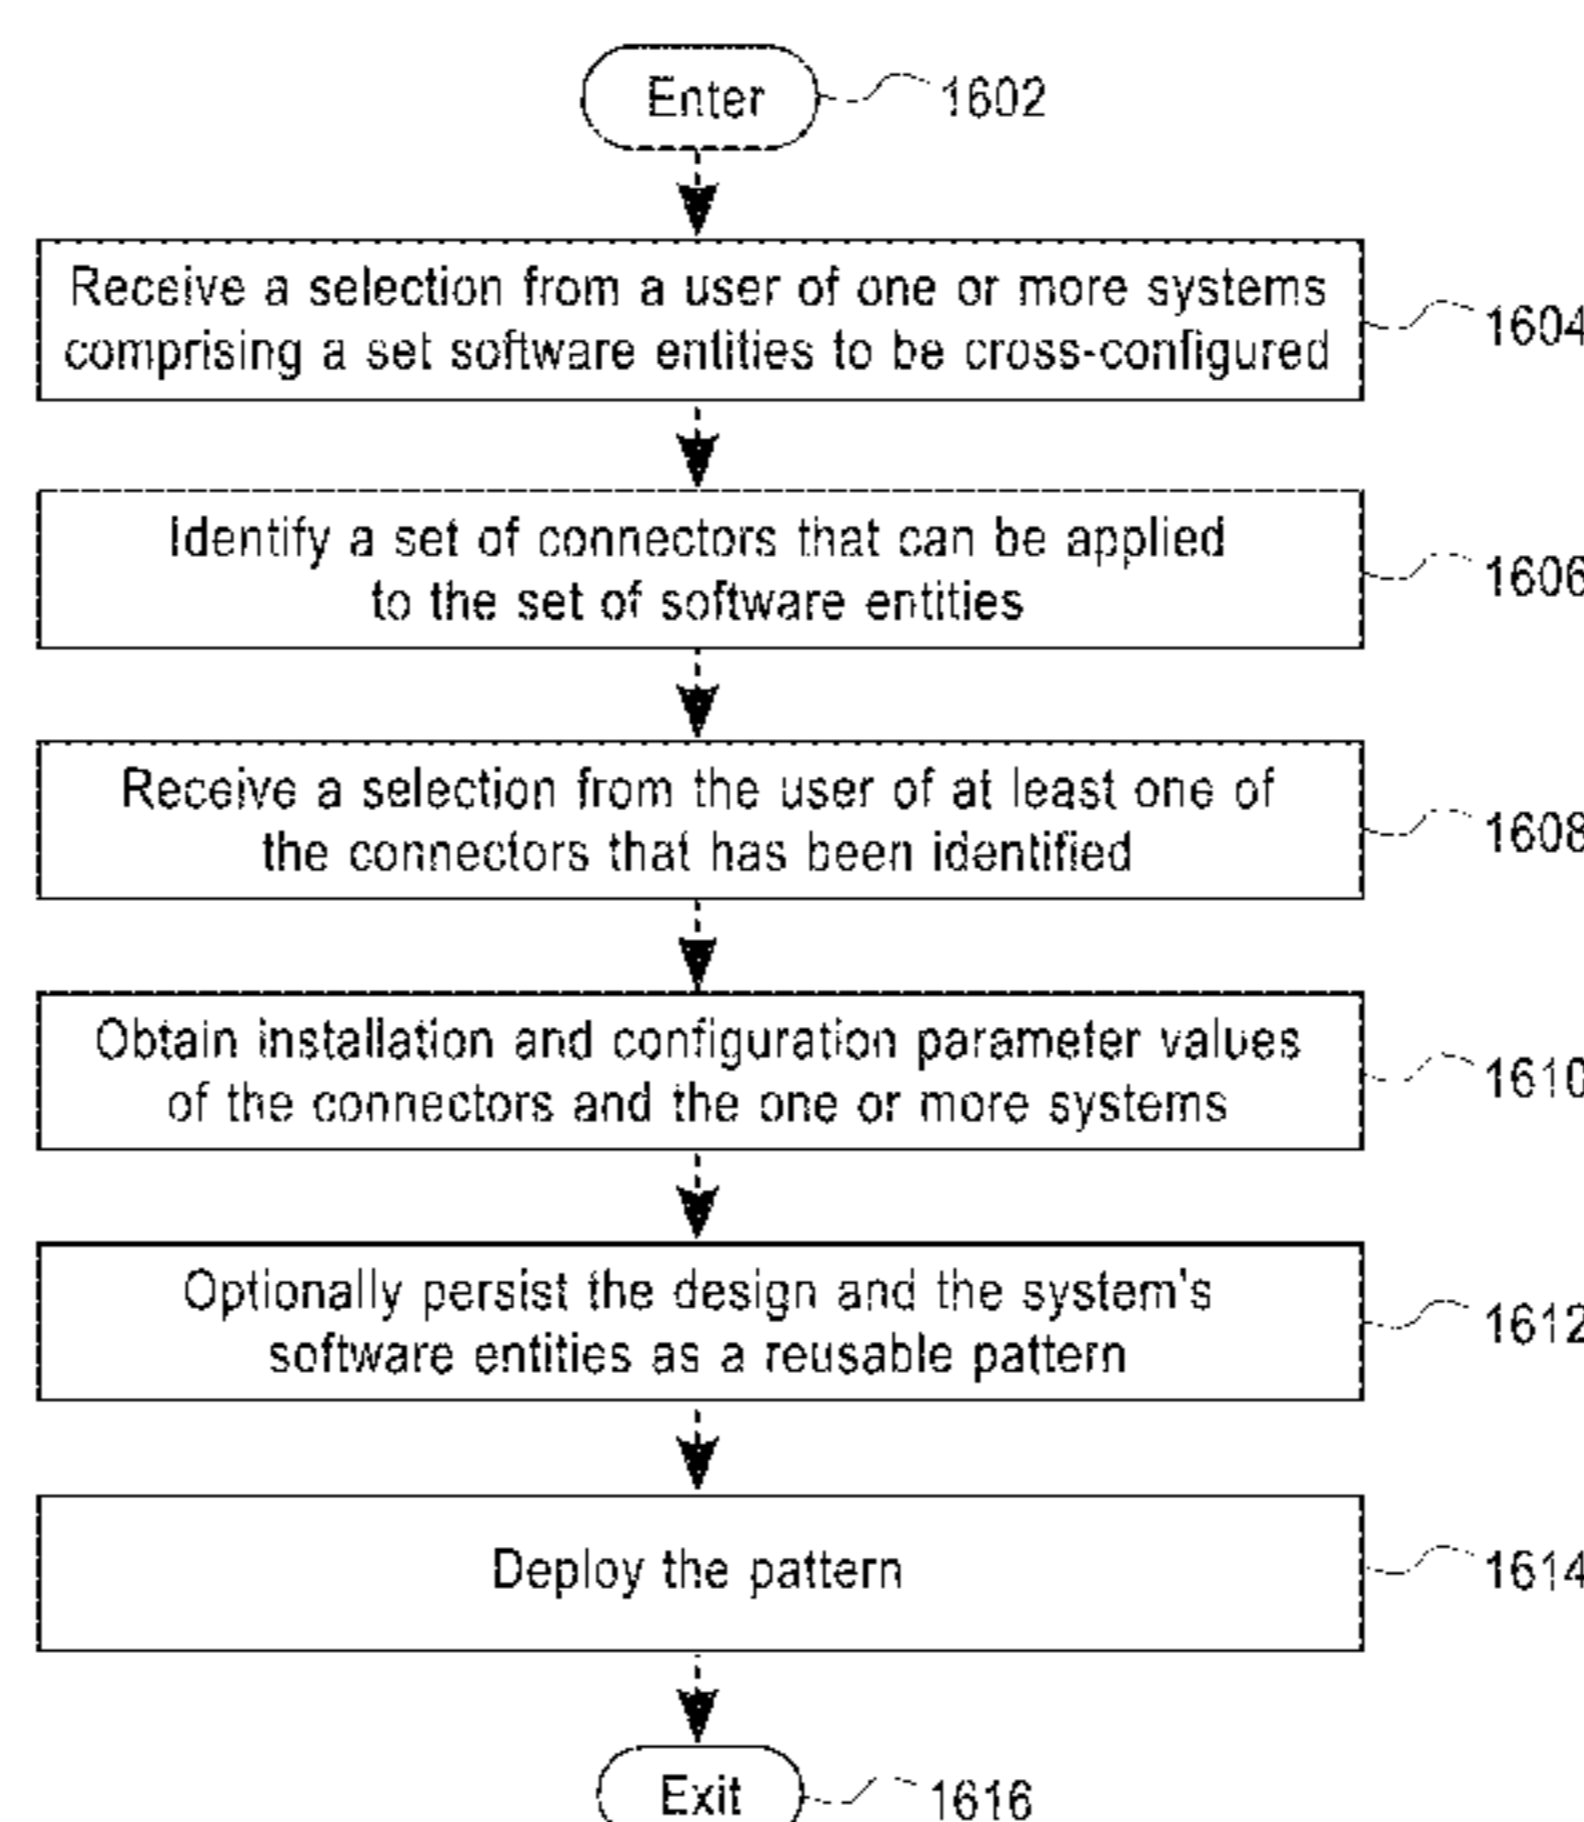 Enter
1602
Receive a selection from a user of one or more systems
comprising a set software entities to be cross-configured
1604
Identify a set of connectors that can be applied
to the set of software entities
1606
Receive a selection from the user of at least one of
the connectors that has been identified
1608
Obtain installation and configuration parameter values
of the connectors and the one or more systems
1610
Optionally persist the design and the system's
software entities as a reusable pattern
1612
Deploy the pattern
1614
Exit
1616